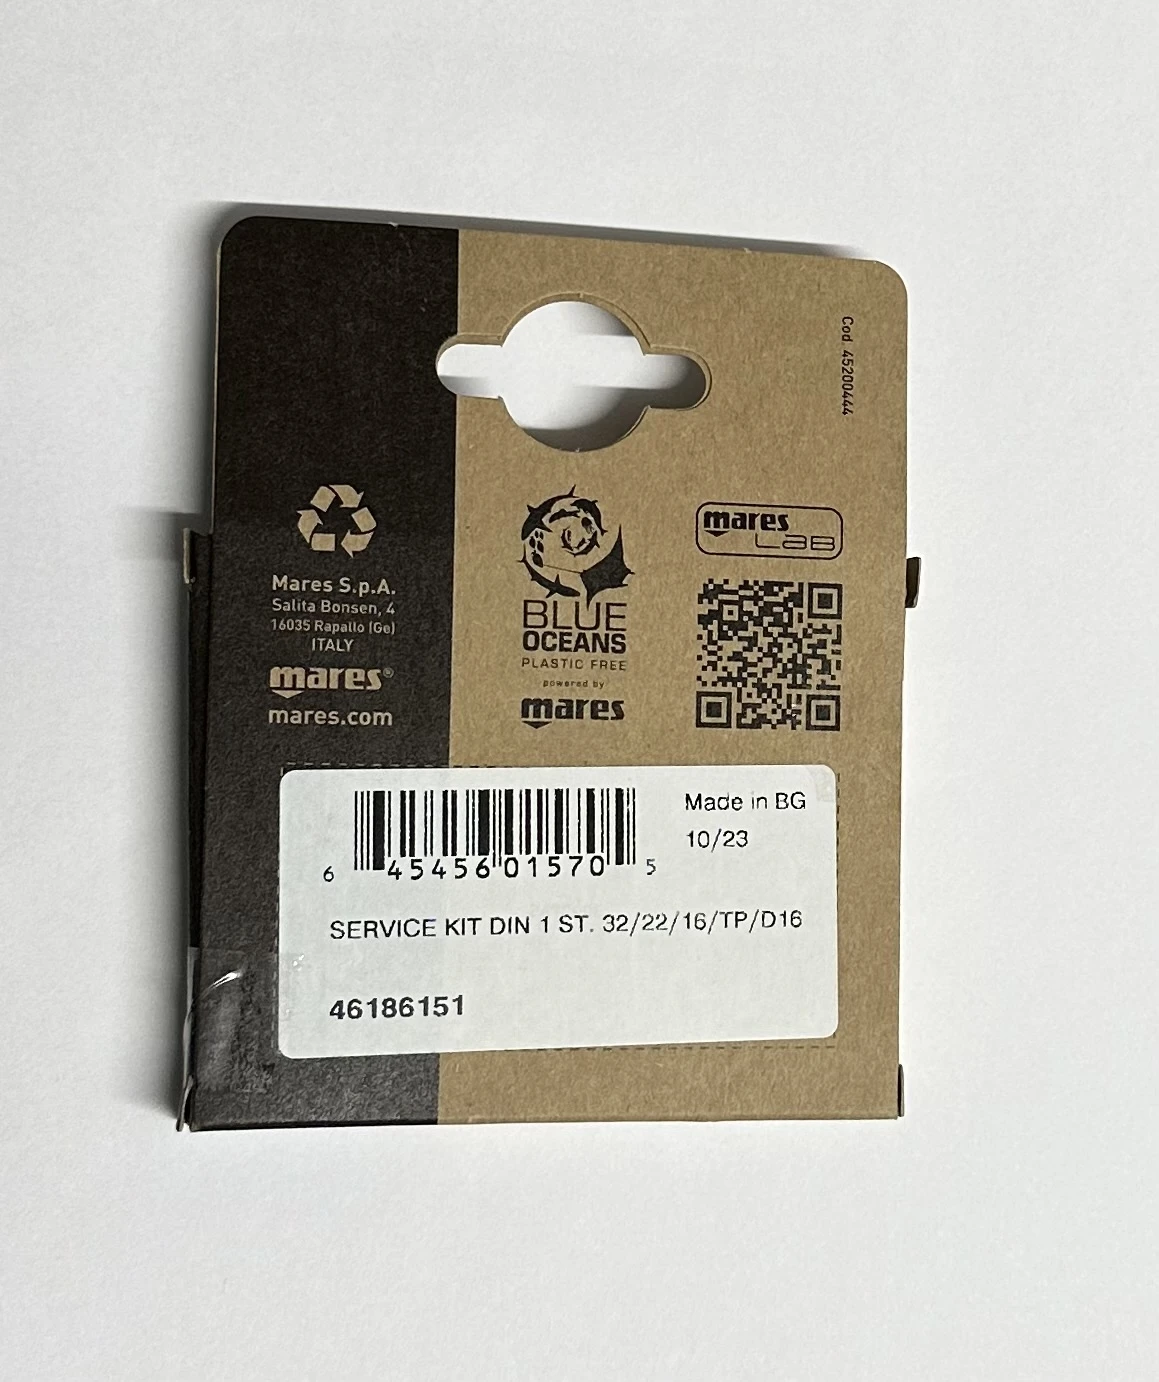 Cod. 45200444
Mares S.p.A.
Salita Bonsen, 4
16035 Rapallo (Ge)
ITALY
mares®
mares.com
BLUE
OCEANS
PLASTIC FREE
powered by
mares
mares
LAB
6 45456 01570 5
Made in BG
10/23
SERVICE KIT DIN 1 ST. 32/22/16/TP/D16
46186151